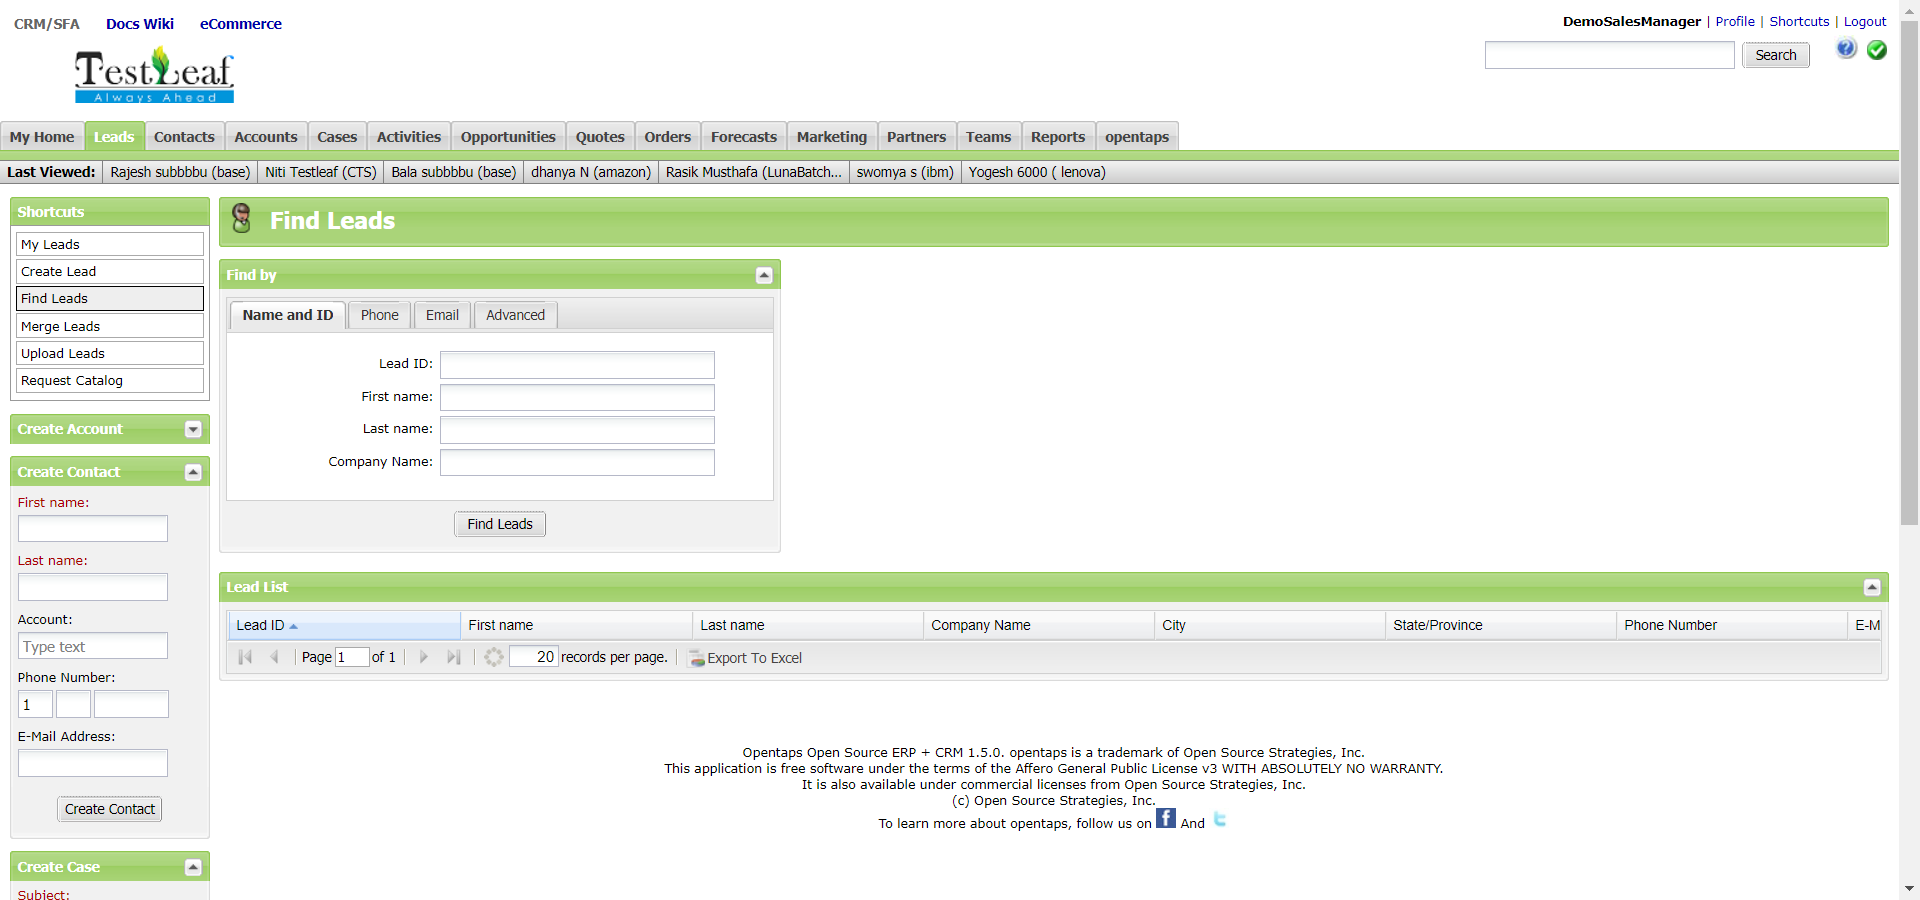 CRM/SFA Docs Wiki eCommerce
DemoSalesManager | Profile | Shortcuts | Logout
TestLeaf
Always Ahead
Search
My Home Leads Contacts Accounts Cases Activities Opportunities Quotes Orders Forecasts Marketing Partners Teams Reports opentaps
Last Viewed: Rajesh subbbbu (base) Niti Testleaf (CTS) Bala subbbbu (base) dhanya N (amazon) Rasik Musthafa (LunaBatch... swomya s (ibm) Yogesh 6000 ( lenova)
Shortcuts
My Leads
Create Lead
Find Leads
Merge Leads
Upload Leads
Request Catalog
Create Account
Create Contact
First name:
Last name:
Account:
Type text
Phone Number:
1
E-Mail Address:
Create Contact
Create Case
Subject:
Find Leads
Find by
Name and ID Phone Email Advanced
Lead ID:
First name:
Last name:
Company Name:
Find Leads
Lead List
Lead ID First name Last name Company Name City State/Province Phone Number E-M
Page 1 of 1 20 records per page. Export To Excel
Opentaps Open Source ERP + CRM 1.5.0. opentaps is a trademark of Open Source Strategies, Inc.
This application is free software under the terms of the Affero General Public License v3 WITH ABSOLUTELY NO WARRANTY.
It is also available under commercial licenses from Open Source Strategies, Inc.
(c) Open Source Strategies, Inc.
To learn more about opentaps, follow us on f And t